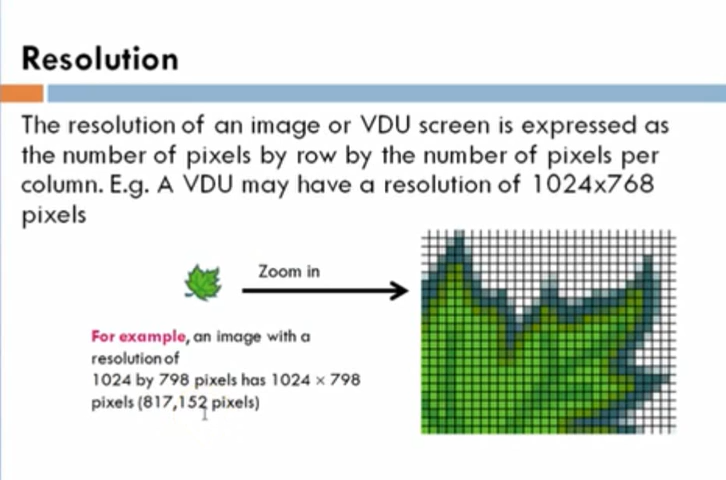 Resolution
The resolution of an image or VDU screen is expressed as
the number of pixels by row by the number of pixels per
column. E.g. A VDU may have a resolution of 1024x768
pixels
Zoom in
For example, an image with a
resolution of
1024 by 798 pixels has 1024 × 798
pixels (817,152 pixels)